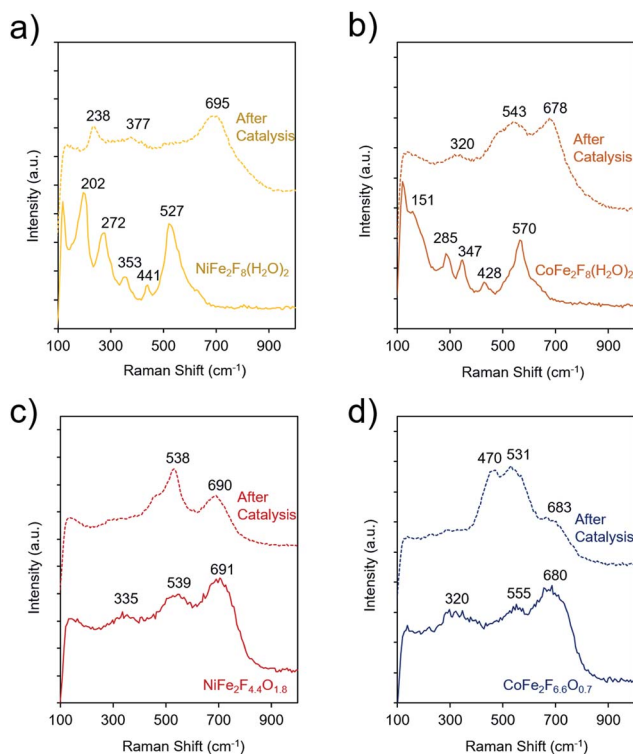 a)
Intensity (a.u.)
238
377
695
After
Catalysis
202
272
353
441
527
NiFe₂F₈(H₂O)₂
100 300 500 700 900
Raman Shift (cm⁻¹)
b)
Intensity (a.u.)
320
543
678
After
Catalysis
151
285
347
428
570
CoFe₂F₈(H₂O)₂
100 300 500 700 900
Raman Shift (cm⁻¹)
c)
Intensity (a.u.)
538
690
After
Catalysis
335
539
691
NiFe₂F₄.₄O₁.₈
100 300 500 700 900
Raman Shift (cm⁻¹)
d)
Intensity (a.u.)
470
531
683
After
Catalysis
320
555
680
CoFe₂F₆.₆O₀.₇
100 300 500 700 900
Raman Shift (cm⁻¹)